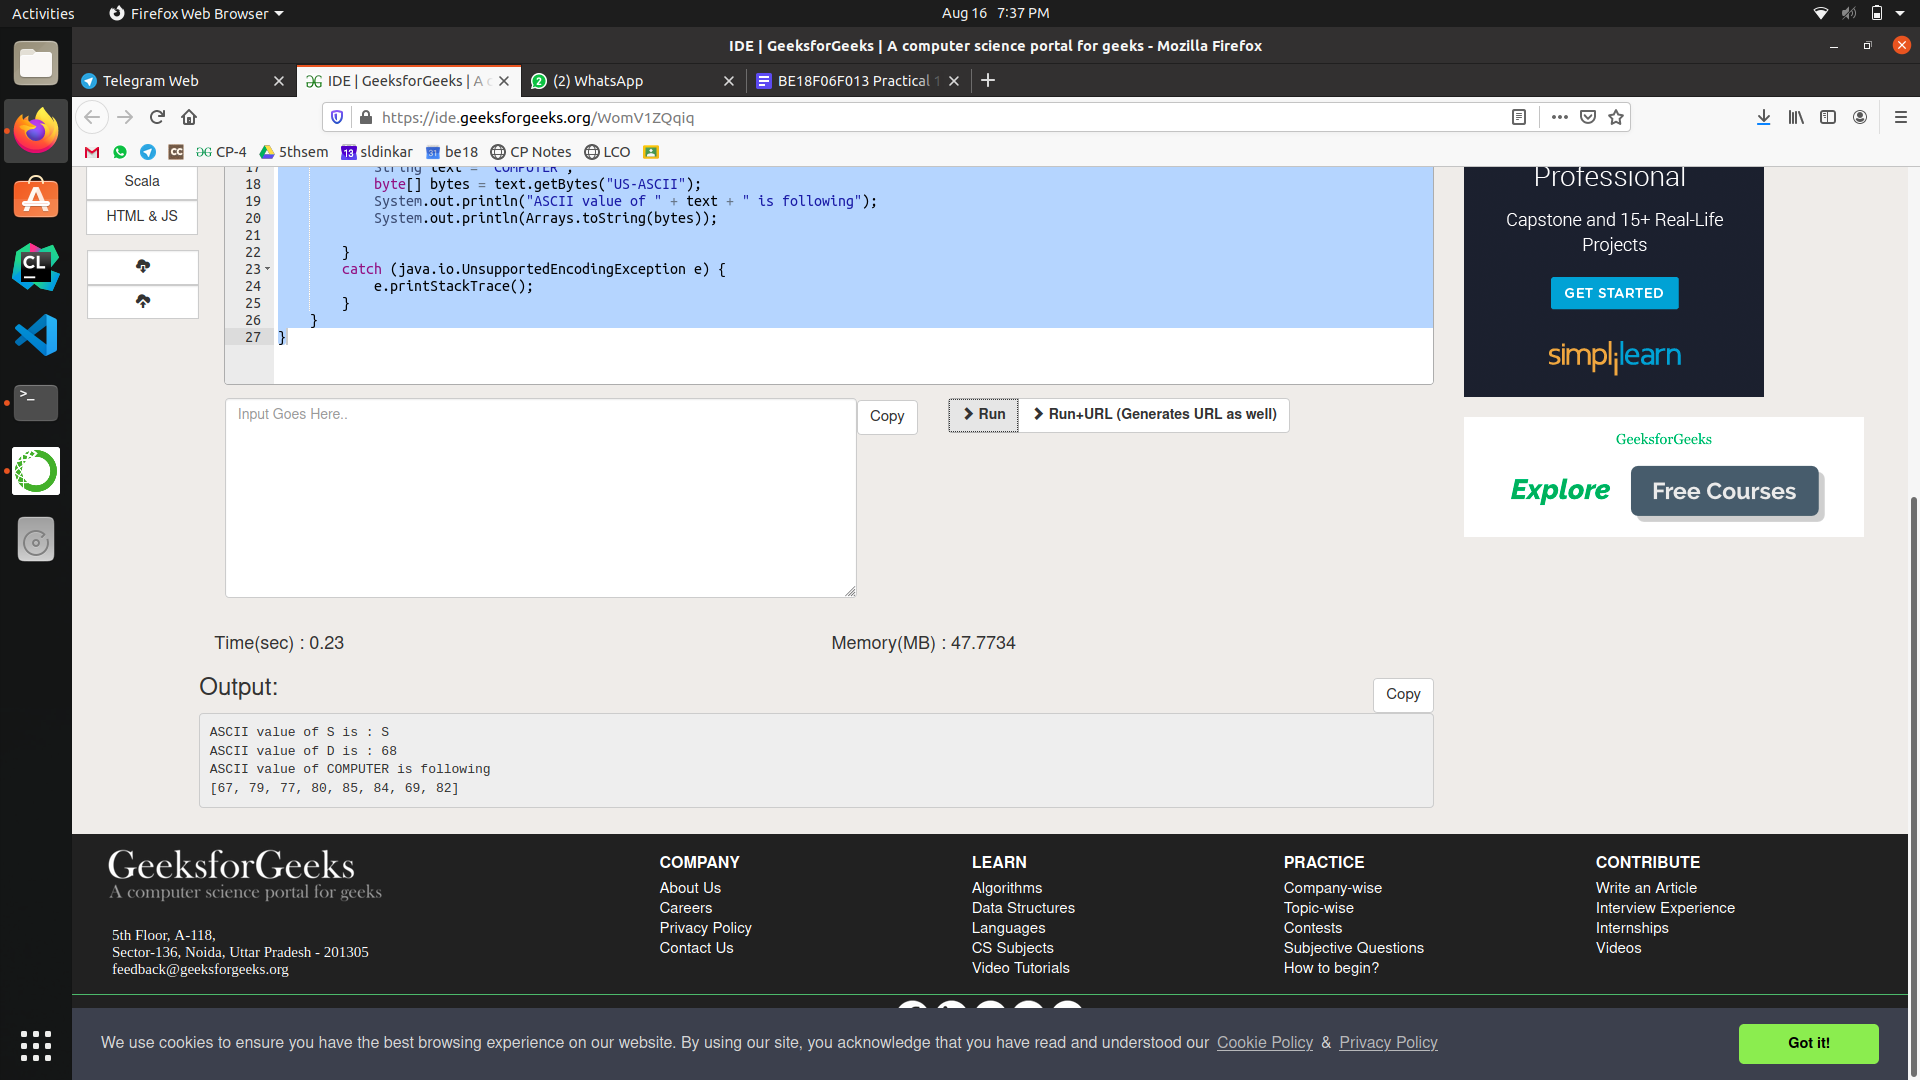 Activities
Firefox Web Browser
Aug 16 7:37 PM
IDE | GeeksforGeeks | A computer science portal for geeks - Mozilla Firefox
Telegram Web
IDE | GeeksforGeeks | A c
(2) WhatsApp
BE18F06F013 Practical 1
https://ide.geeksforgeeks.org/WomV1ZQqiq
CC
CP-4
5thsem
13 sldinkar
31 be18
CP Notes
LCO
Scala
HTML & JS
17 String text = "COMPUTER";
18 byte[] bytes = text.getBytes("US-ASCII");
19 System.out.println("ASCII value of " + text + " is following");
20 System.out.println(Arrays.toString(bytes));
21
22 }
23 catch (java.io.UnsupportedEncodingException e) {
24 e.printStackTrace();
25 }
26 }
27 }
Professional
Capstone and 15+ Real-Life
Projects
GET STARTED
simplilearn
Input Goes Here..
Copy
Run
Run+URL (Generates URL as well)
GeeksforGeeks
Explore
Free Courses
Time(sec) : 0.23
Memory(MB) : 47.7734
Output:
Copy
ASCII value of S is : S
ASCII value of D is : 68
ASCII value of COMPUTER is following
[67, 79, 77, 80, 85, 84, 69, 82]
GeeksforGeeks
A computer science portal for geeks
5th Floor, A-118,
Sector-136, Noida, Uttar Pradesh - 201305
feedback@geeksforgeeks.org
COMPANY
About Us
Careers
Privacy Policy
Contact Us
LEARN
Algorithms
Data Structures
Languages
CS Subjects
Video Tutorials
PRACTICE
Company-wise
Topic-wise
Contests
Subjective Questions
How to begin?
CONTRIBUTE
Write an Article
Interview Experience
Internships
Videos
We use cookies to ensure you have the best browsing experience on our website. By using our site, you acknowledge that you have read and understood our Cookie Policy & Privacy Policy
Got it!
CL
>_